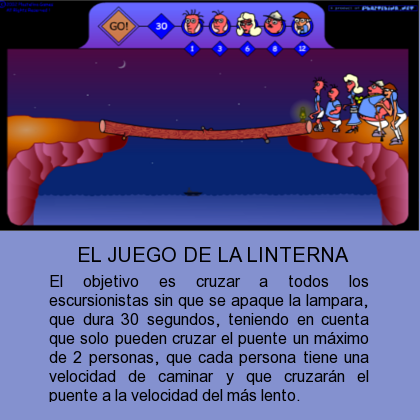 GO!
30
1 3 6 8 12
EL JUEGO DE LA LINTERNA
El objetivo es cruzar a todos los
escursionistas sin que se apaque la lampara,
que dura 30 segundos, teniendo en cuenta
que solo pueden cruzar el puente un máximo
de 2 personas, que cada persona tiene una
velocidad de caminar y que cruzarán el
puente a la velocidad del más lento.